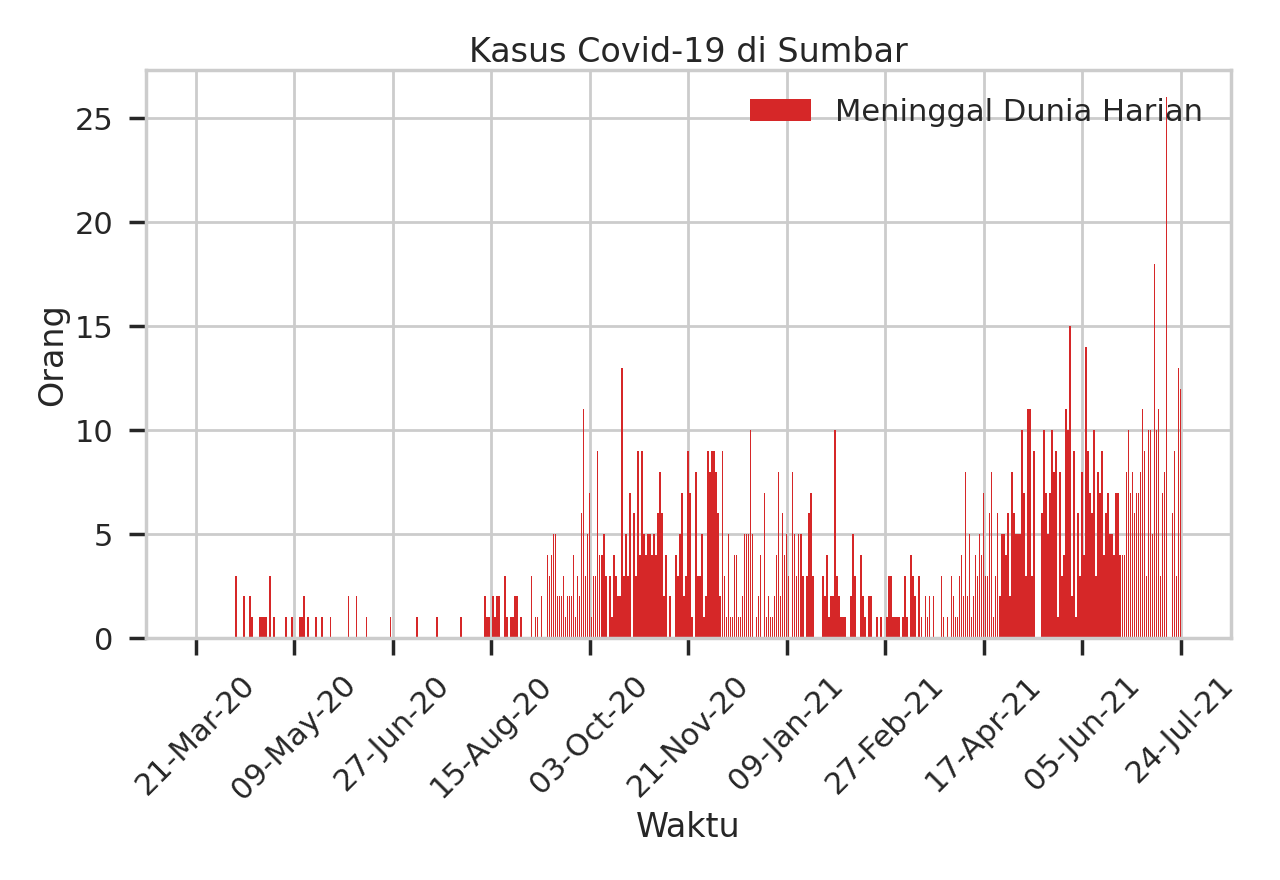 Kasus Covid-19 di Sumbar
Meninggal Dunia Harian
Orang
25
20
15
10
5
0
21-Mar-20
09-May-20
27-Jun-20
15-Aug-20
03-Oct-20
21-Nov-20
09-Jan-21
27-Feb-21
17-Apr-21
05-Jun-21
24-Jul-21
Waktu